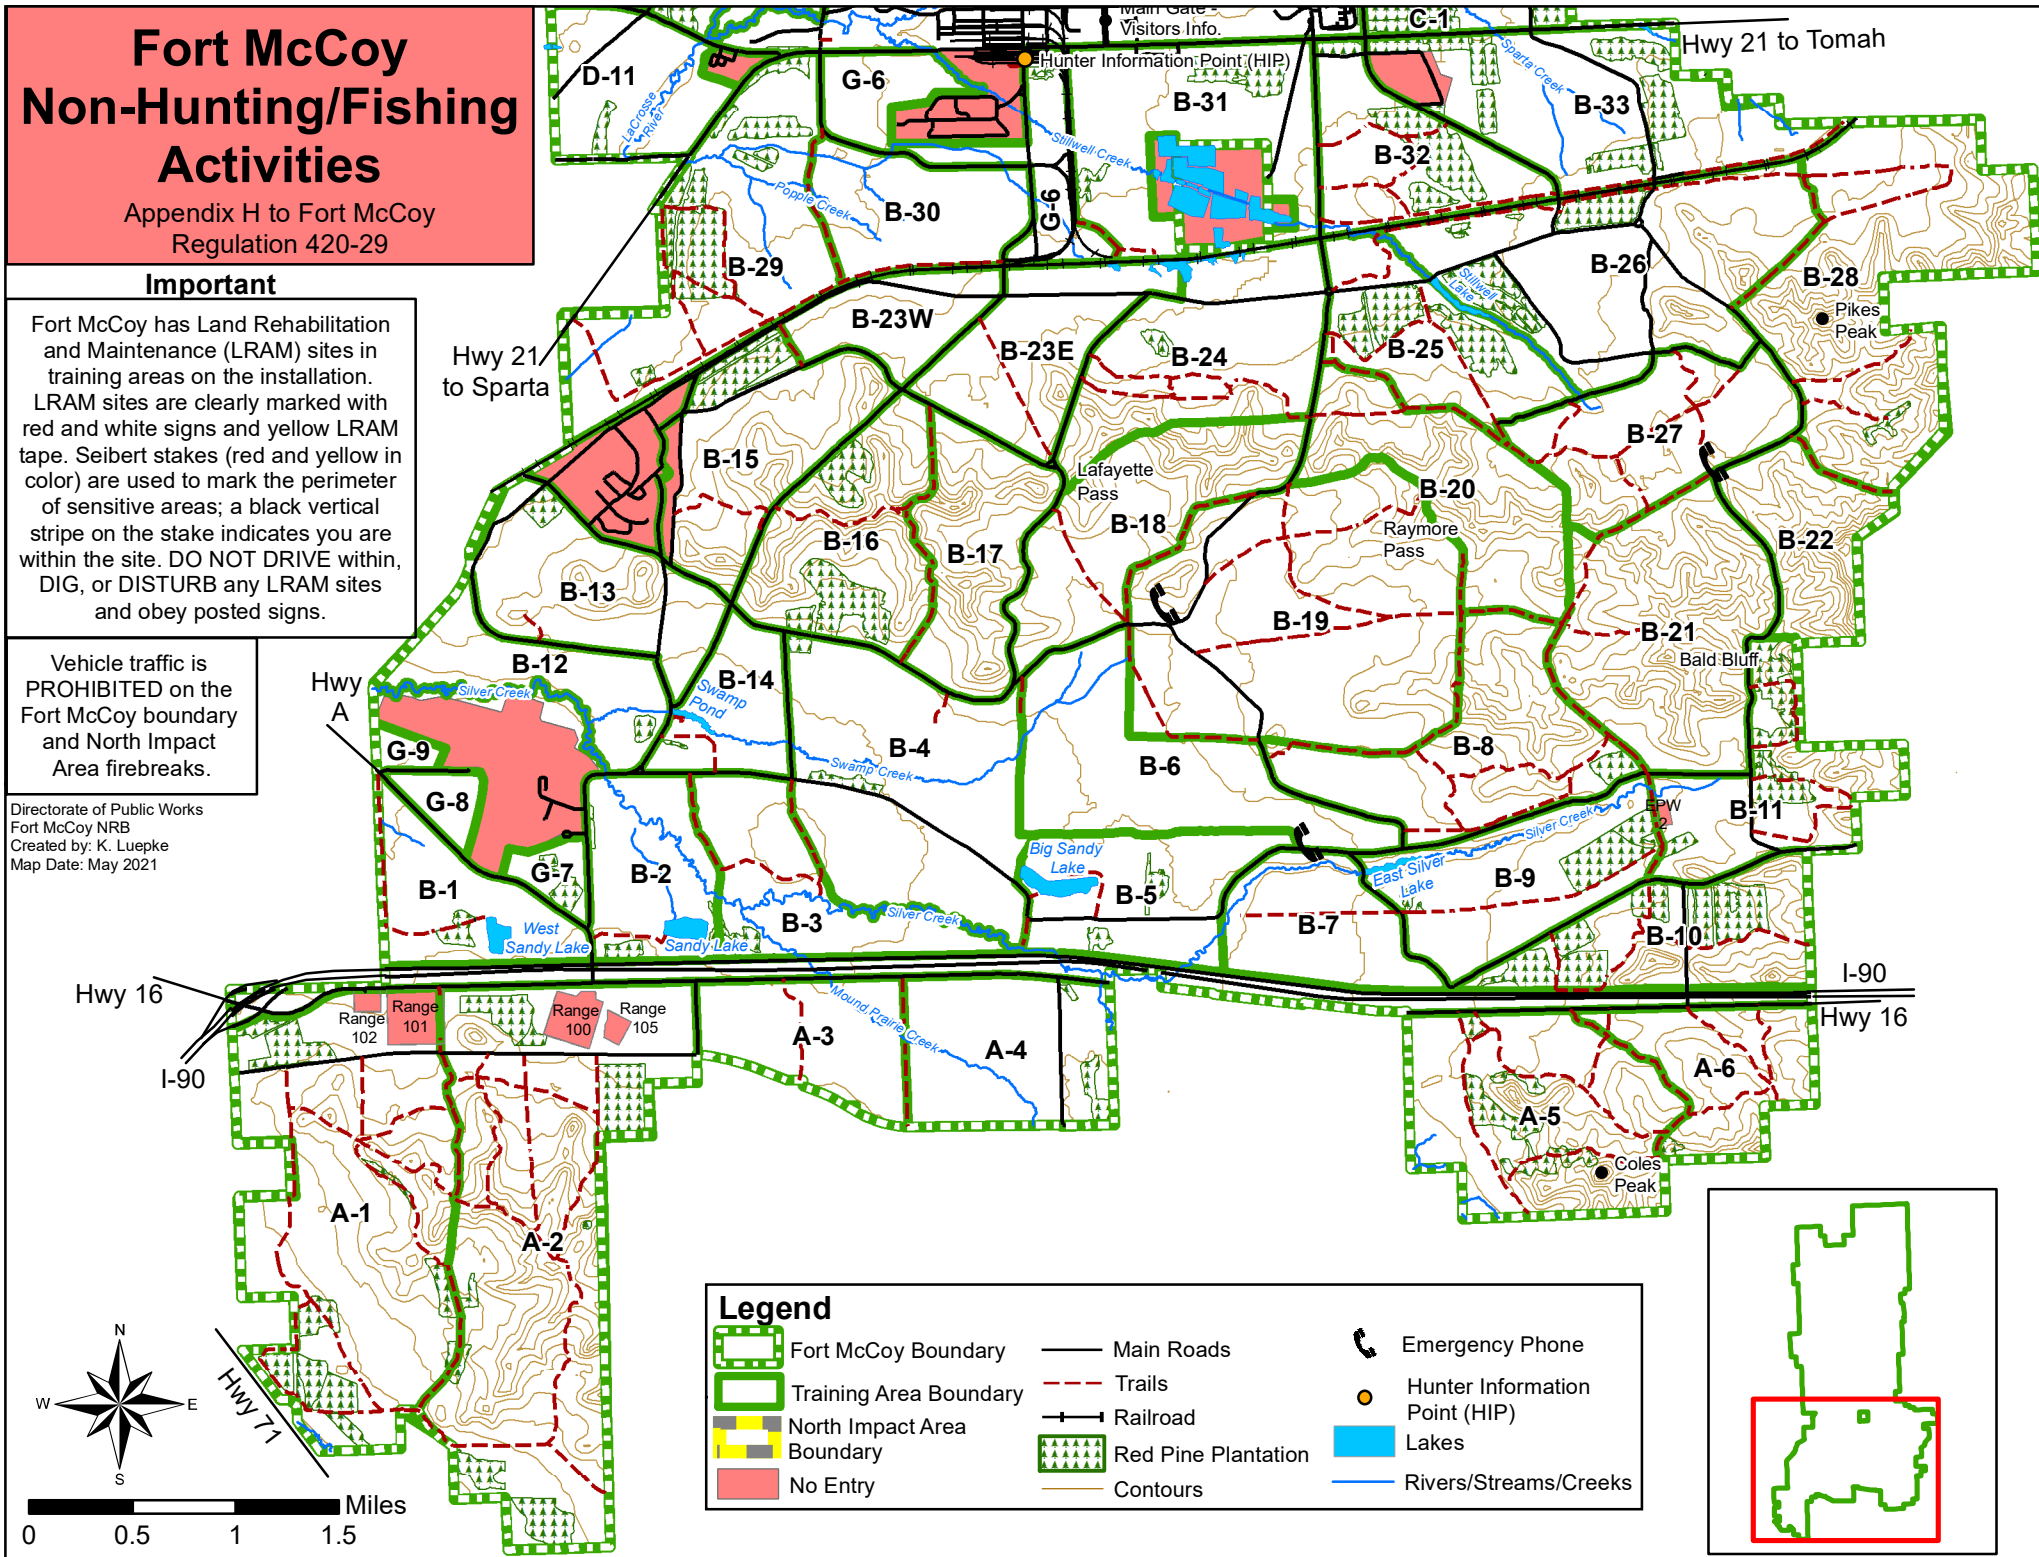 Fort McCoy
Non-Hunting/Fishing
Activities
Appendix H to Fort McCoy
Regulation 420-29
Important
Fort McCoy has Land Rehabilitation
and Maintenance (LRAM) sites in
training areas on the installation.
LRAM sites are clearly marked with
red and white signs and yellow LRAM
tape. Seibert stakes (red and yellow in
color) are used to mark the perimeter
of sensitive areas; a black vertical
stripe on the stake indicates you are
within the site. DO NOT DRIVE within,
DIG, or DISTURB any LRAM sites
and obey posted signs.
Vehicle traffic is
PROHIBITED on the
Fort McCoy boundary
and North Impact
Area firebreaks.
Directorate of Public Works
Fort McCoy NRB
Created by: K. Luepke
Map Date: May 2021
Main Gate -
Visitors Info.
C-1
Hwy 21 to Tomah
Hunter Information Point (HIP)
D-11
G-6
B-31
Sparta Creek
B-33
LaCrosse
River
Stillwell Creek
B-32
Popple Creek
B-30
G-6
B-29
B-26
B-28
Stillwell
Lake
Pikes
Peak
B-23W
B-23E
B-24
B-25
Hwy 21
to Sparta
B-27
B-15
Lafayette
Pass
B-20
B-18
Raymore
Pass
B-16
B-17
B-22
B-13
B-19
B-21
Bald Bluff
B-12
B-14
Hwy
A
Silver Creek
Swamp
Pond
G-9
B-4
B-8
B-6
Swamp Creek
G-8
EPW
2
B-11
Silver Creek
Big Sandy
Lake
G-7
B-2
East Silver
Lake
B-9
B-1
B-5
B-3
Silver Creek
B-7
West
Sandy Lake
Sandy Lake
B-10
Hwy 16
I-90
Hwy 16
I-90
Range
102
Range
101
Range
100
Range
105
Mound Prairie Creek
A-3
A-4
A-6
A-5
Coles
Peak
A-1
A-2
Hwy 71
N
W
E
S
Miles
0
0.5
1
1.5
Legend
Fort McCoy Boundary
Training Area Boundary
North Impact Area
Boundary
No Entry
Main Roads
Trails
Railroad
Red Pine Plantation
Contours
Emergency Phone
Hunter Information
Point (HIP)
Lakes
Rivers/Streams/Creeks